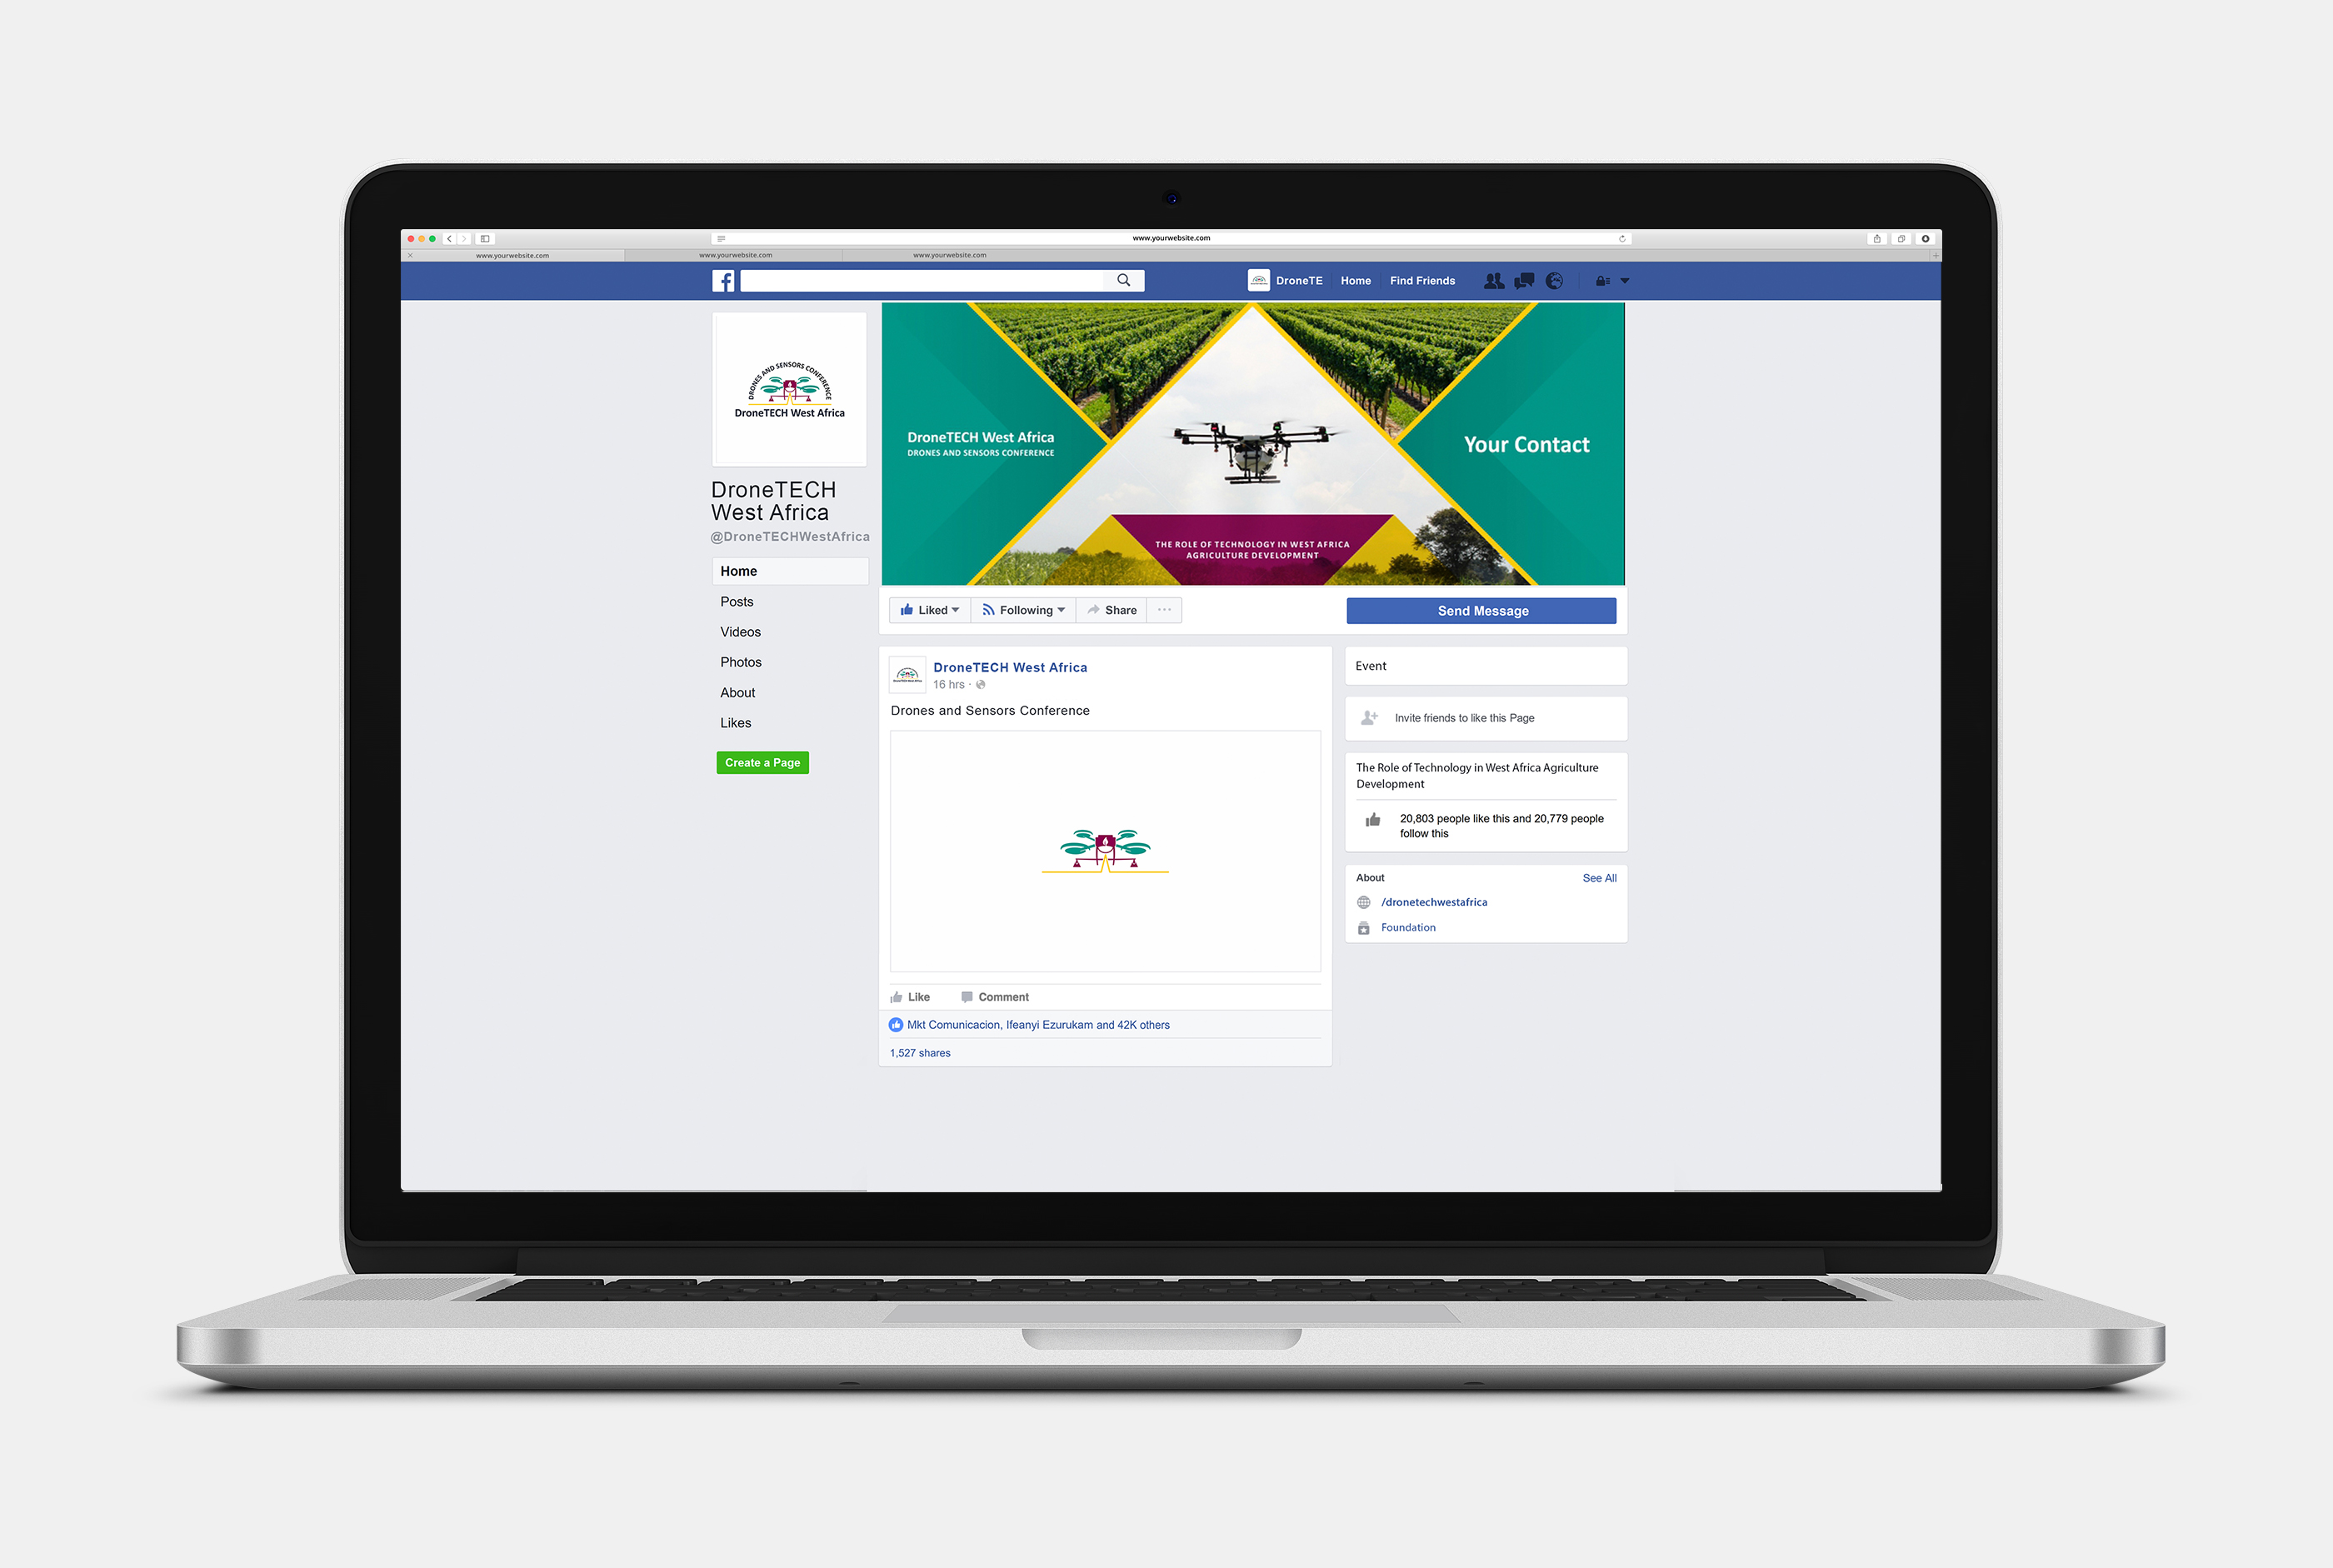 www.yourwebsite.com
www.yourwebsite.com
www.yourwebsite.com
www.yourwebsite.com
DroneTE
Home
Find Friends
DRONES AND SENSORS CONFERENCE
DroneTECH West Africa
DroneTECH
West Africa
@DroneTECHWestAfrica
Home
Posts
Videos
Photos
About
Likes
Create a Page
DroneTECH West Africa
DRONES AND SENSORS CONFERENCE
Your Contact
THE ROLE OF TECHNOLOGY IN WEST AFRICA
AGRICULTURE DEVELOPMENT
Liked
Following
Share
Send Message
DroneTECH West Africa
DroneTECH West Africa
16 hrs ·
Drones and Sensors Conference
Like
Comment
Mkt Comunicacion, Ifeanyi Ezurukam and 42K others
1,527 shares
Event
Invite friends to like this Page
The Role of Technology in West Africa Agriculture
Development
20,803 people like this and 20,779 people
follow this
About
See All
/dronetechwestafrica
Foundation